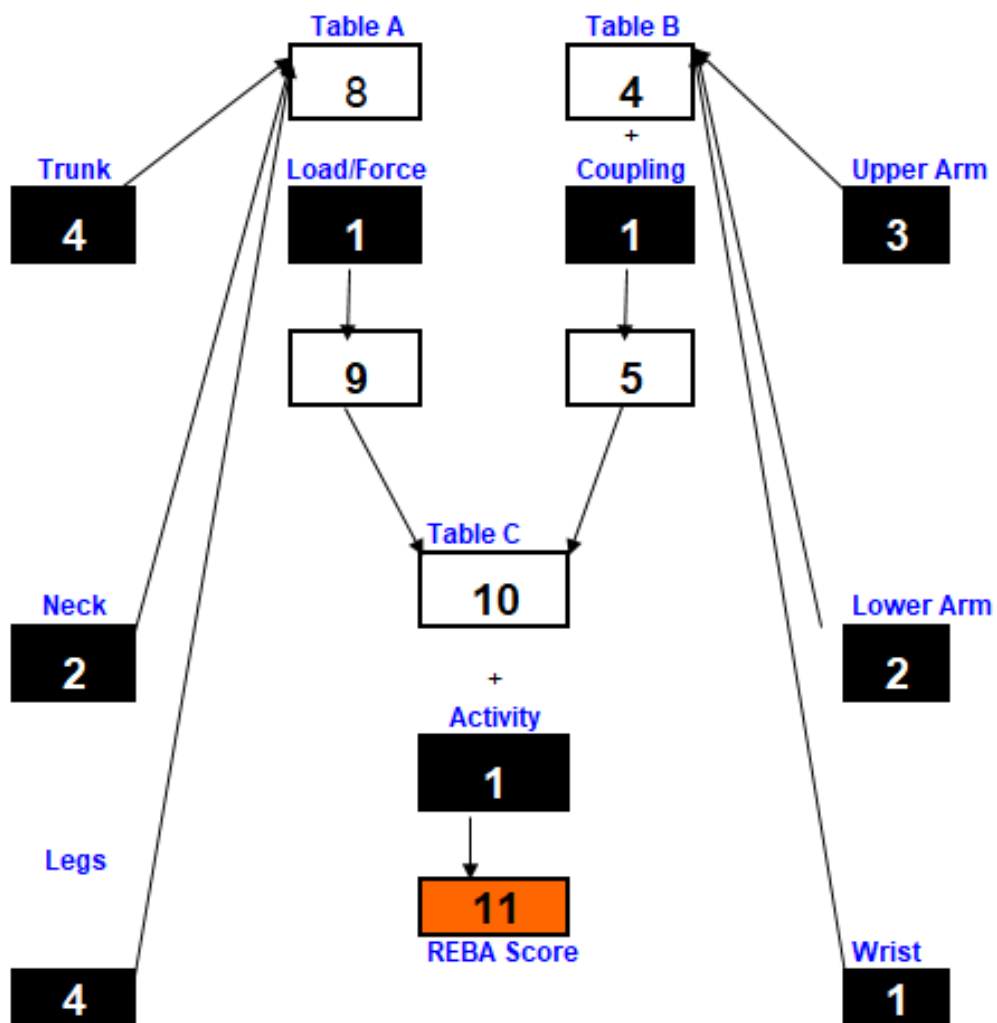 Table A Table B
8 4
+
Trunk Load/Force Coupling Upper Arm
4 1 1 3
9 5
Table C
10
Neck Lower Arm
2 2
+
Activity
1
Legs
11
REBA Score Wrist
4 1